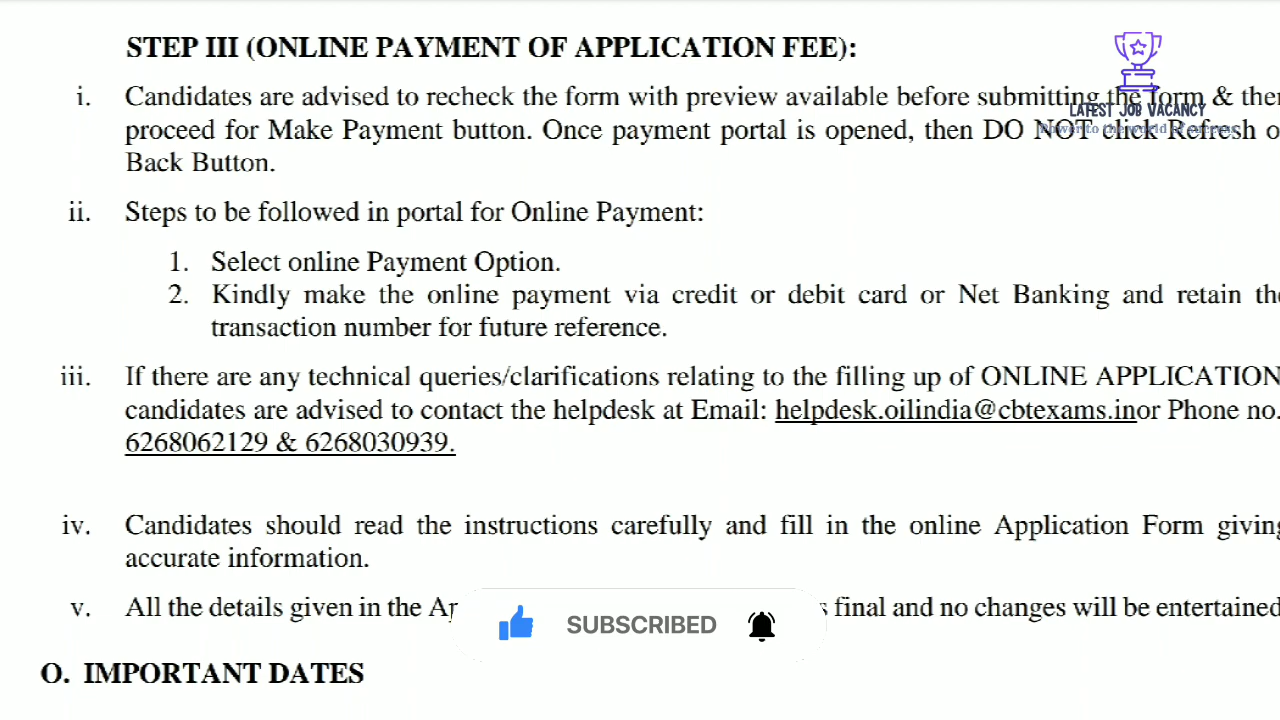 STEP III (ONLINE PAYMENT OF APPLICATION FEE):
i. Candidates are advised to recheck the form with preview available before submitting the form & then
proceed for Make Payment button. Once payment portal is opened, then DO NOT click Refresh o
Back Button.
LATEST JOB VACANCY
Power to the world of
ii. Steps to be followed in portal for Online Payment:
1. Select online Payment Option.
2. Kindly make the online payment via credit or debit card or Net Banking and retain the
transaction number for future reference.
iii. If there are any technical queries/clarifications relating to the filling up of ONLINE APPLICATION
candidates are advised to contact the helpdesk at Email: helpdesk.oilindia@cbtexams.inor Phone no.
6268062129 & 6268030939.
iv. Candidates should read the instructions carefully and fill in the online Application Form giving
accurate information.
v. All the details given in the Ap s final and no changes will be entertained
SUBSCRIBED
O. IMPORTANT DATES